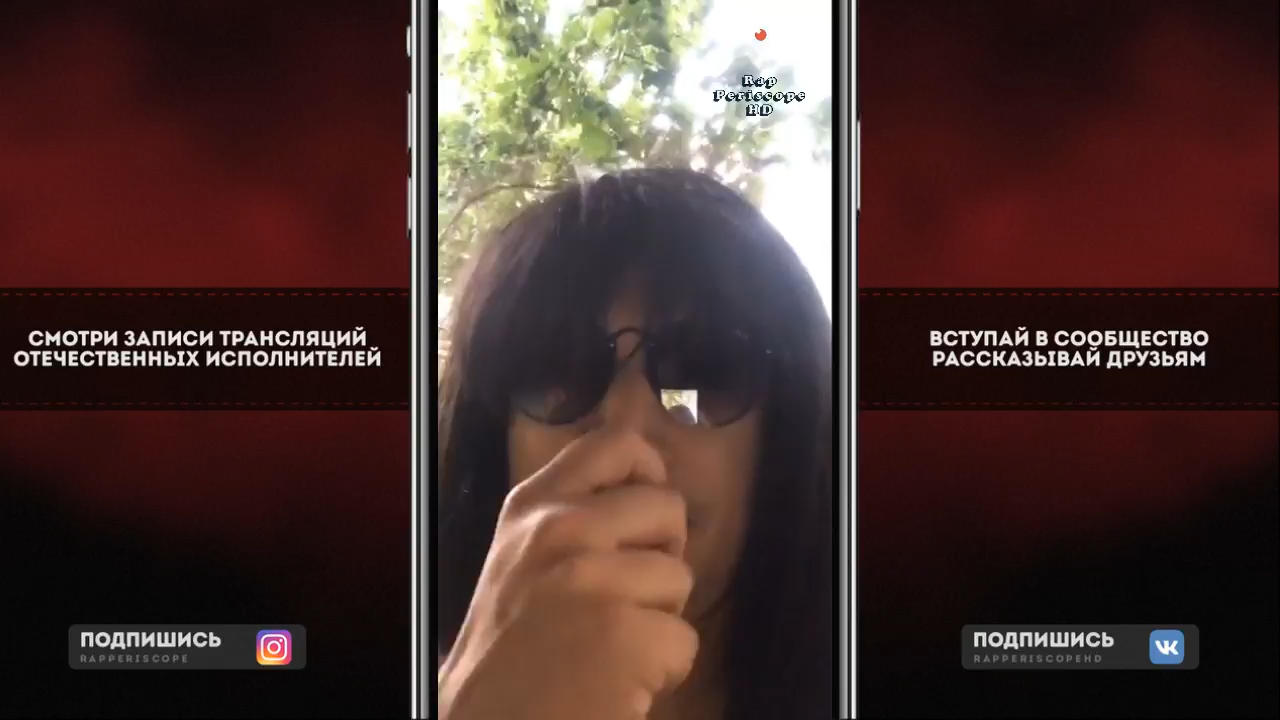 Rap
Periscope
HD
СМОТРИ ЗАПИСИ ТРАНСЛЯЦИЙ
ОТЕЧЕСТВЕННЫХ ИСПОЛНИТЕЛЕЙ
ВСТУПАЙ В СООБЩЕСТВО
РАССКАЗЫВАЙ ДРУЗЬЯМ
ПОДПИШИСЬ
RAPPERISCOPE
ПОДПИШИСЬ
RAPPERISCOPEHD